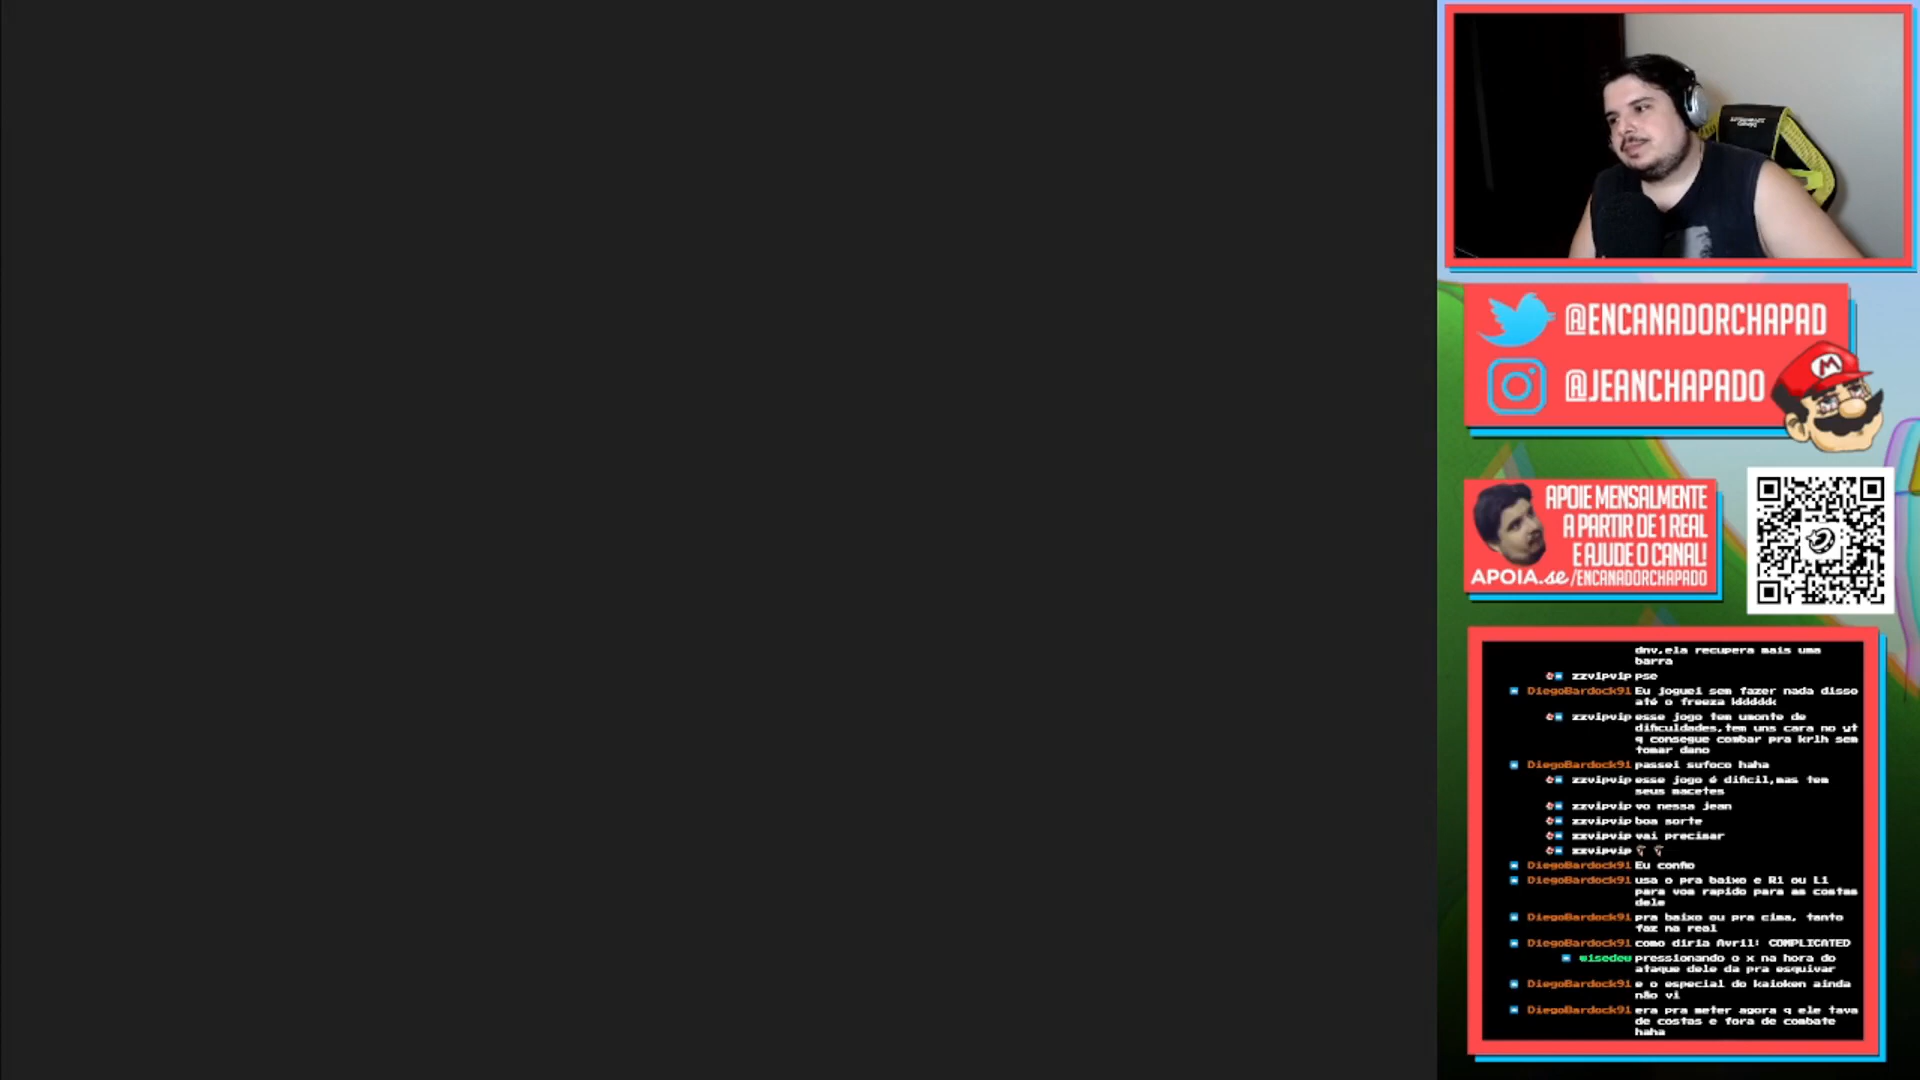 @ENCANADORCHAPAD
@JEANCHAPADO
M
APOIE MENSALMENTE
A PARTIR DE 1 REAL
E AJUDE O CANAL!
APOIA.se/ENCANADORCHAPADO
dnv,ela recupera mais uma
barra
zzvipvip pse
DiegoBardock91 Eu joguei sem fazer nada disso
até o freeza kkkkkk
zzvipvip esse jogo tem umonte de
dificuldades,tem uns cara no yt
q consegue combar pra krlh sem
tomar dano
DiegoBardock91 passei sufoco haha
zzvipvip esse jogo é dificil,mas tem
seus macetes
zzvipvip vo nessa jean
zzvipvip boa sorte
zzvipvip vai precisar
zzvipvip
DiegoBardock91 Eu confio
DiegoBardock91 usa o pra baixo e R1 ou L1
para voa rapido para as costas
dele
DiegoBardock91 pra baixo ou pra cima, tanto
faz na real
DiegoBardock91 como diria Avril: COMPLICATED
wisedew pressionando o x na hora do
ataque dele da pra esquivar
DiegoBardock91 e o especial do kaioken ainda
não vi
DiegoBardock91 era pra meter agora q ele tava
de costas e fora de combate
haha